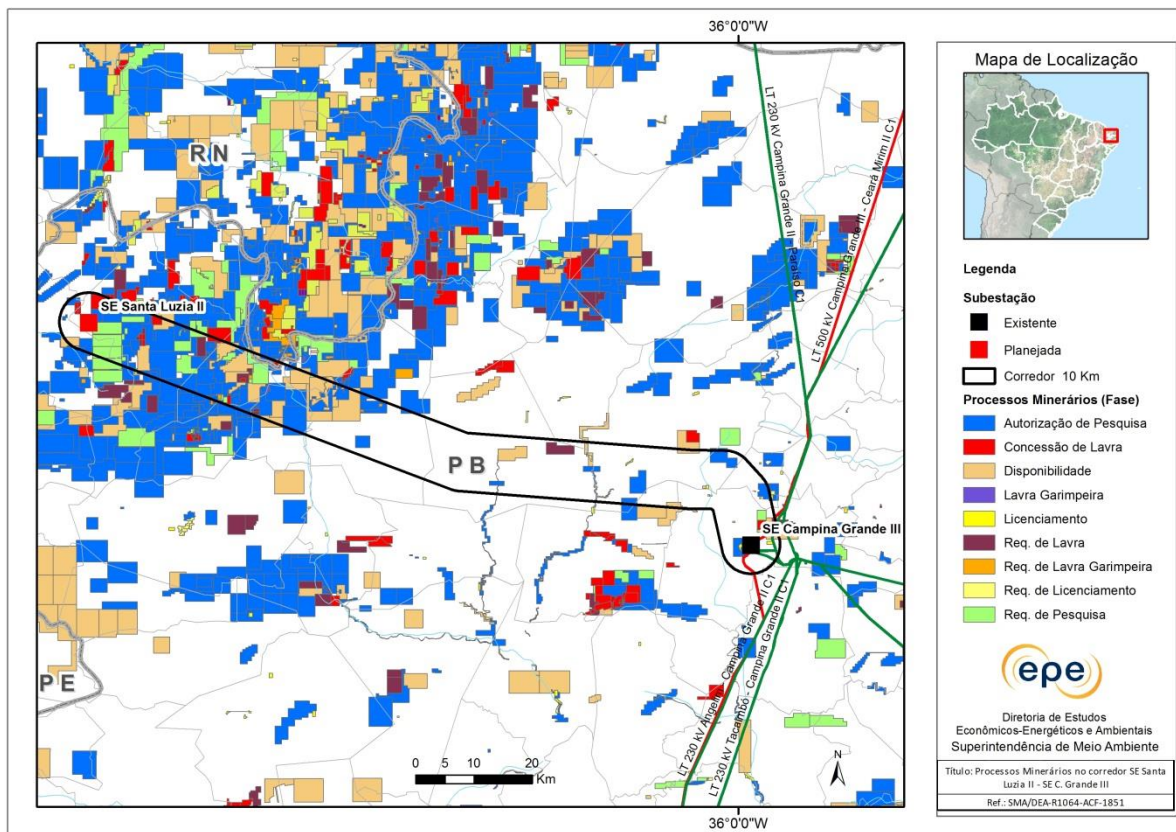 36°0'0"W
RN
PB
PE
SE Santa Luzia II
SE Campina Grande III
LT 230 kV Campina Grande II - Paraíso C2
LT 500 kV Campina Grande III - Ceará Mirim II C1
LT 230 kV Angelim - Campina Grande II C1
LT 230 kV Tacaimbó - Campina Grande II C1
0 5 10 20
Km
N
36°0'0"W
Mapa de Localização
Legenda
Subestação
Existente
Planejada
Corredor 10 Km
Processos Minerários (Fase)
Autorização de Pesquisa
Concessão de Lavra
Disponibilidade
Lavra Garimpeira
Licenciamento
Req. de Lavra
Req. de Lavra Garimpeira
Req. de Licenciamento
Req. de Pesquisa
epe
Diretoria de Estudos
Econômicos-Energéticos e Ambientais
Superintendência de Meio Ambiente
Título: Processos Minerários no corredor SE Santa
Luzia II - SE C. Grande III
Ref.: SMA/DEA-R1064-ACF-1851